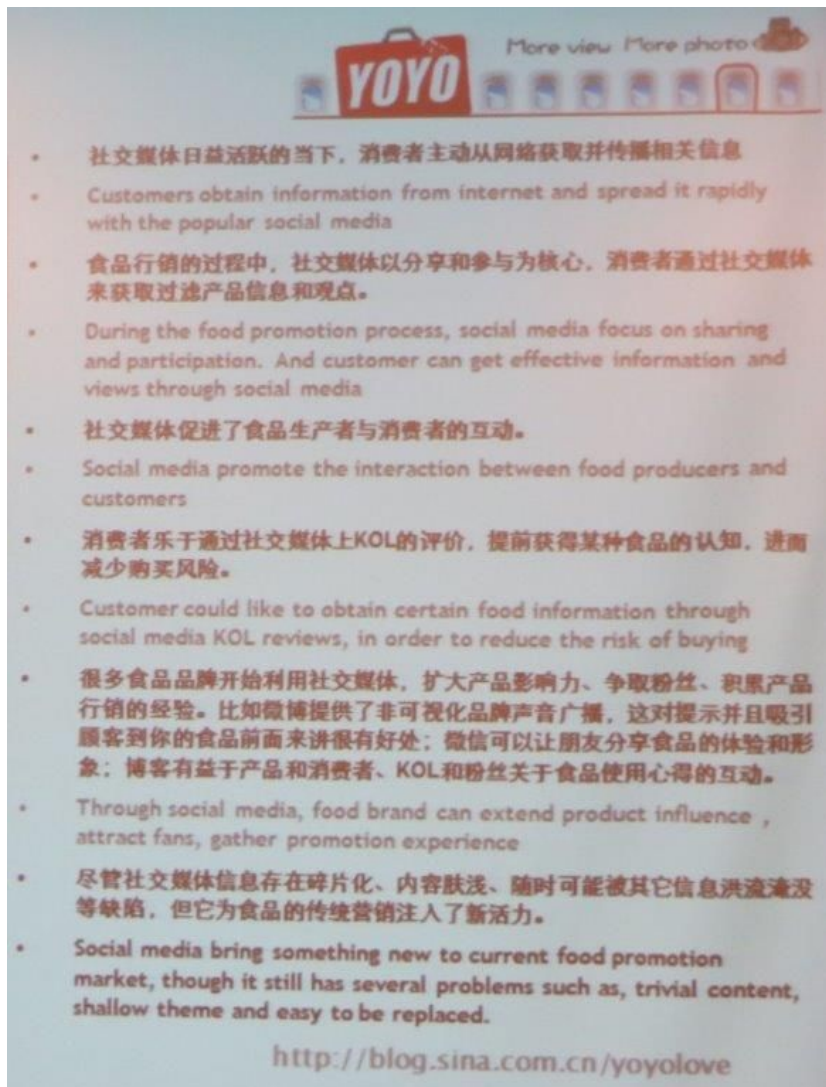 More view More photo
YOYO
• 社交媒体日益活跃的当下，消费者主动从网络获取并传播相关信息
• Customers obtain information from internet and spread it rapidly
with the popular social media
• 食品行销的过程中，社交媒体以分享和参与为核心，消费者通过社交媒体
来获取过滤产品信息和观点。
• During the food promotion process, social media focus on sharing
and participation. And customer can get effective information and
views through social media
• 社交媒体促进了食品生产者与消费者的互动。
• Social media promote the interaction between food producers and
customers
• 消费者乐于通过社交媒体上KOL的评价，提前获得某种食品的认知，进而
减少购买风险。
• Customer could like to obtain certain food information through
social media KOL reviews, in order to reduce the risk of buying
• 很多食品品牌开始利用社交媒体，扩大产品影响力、争取粉丝、积累产品
行销的经验。比如微博提供了非可视化品牌声音广播，这对提示并且吸引
顾客到你的食品前面来讲很有好处；微信可以让朋友分享食品的体验和形
象；博客有益于产品和消费者、KOL和粉丝关于食品使用心得的互动。
• Through social media, food brand can extend product influence ,
attract fans, gather promotion experience
• 尽管社交媒体信息存在碎片化、内容肤浅、随时可能被其它信息洪流淹没
等缺陷，但它为食品的传统营销注入了新活力。
• Social media bring something new to current food promotion
market, though it still has several problems such as, trivial content,
shallow theme and easy to be replaced.
http://blog.sina.com.cn/yoyolove